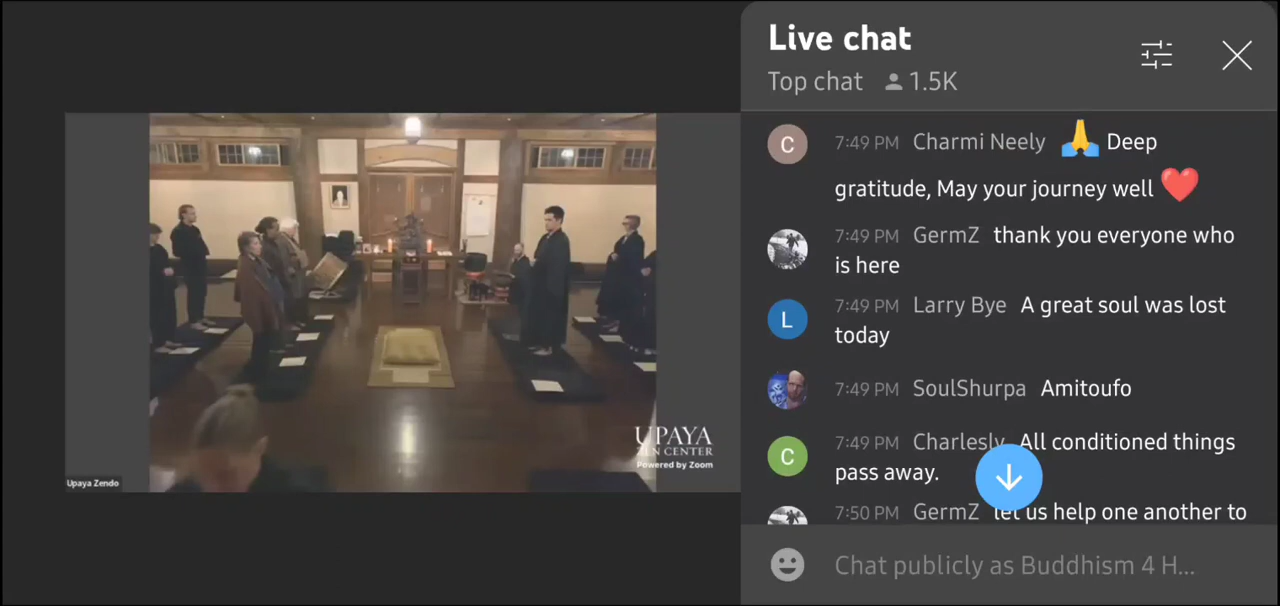 Live chat
Top chat 1.5K
7:49 PM Charmi Neely 🙏 Deep
gratitude, May your journey well ❤️
7:49 PM GermZ thank you everyone who
is here
7:49 PM Larry Bye A great soul was lost
today
7:49 PM SoulShurpa Amitoufo
7:49 PM Charlesly All conditioned things
pass away.
7:50 PM GermZ let us help one another to
Chat publicly as Buddhism 4 H...
C
L
C
UPAYA
ZEN CENTER
Powered by Zoom
Upaya Zendo